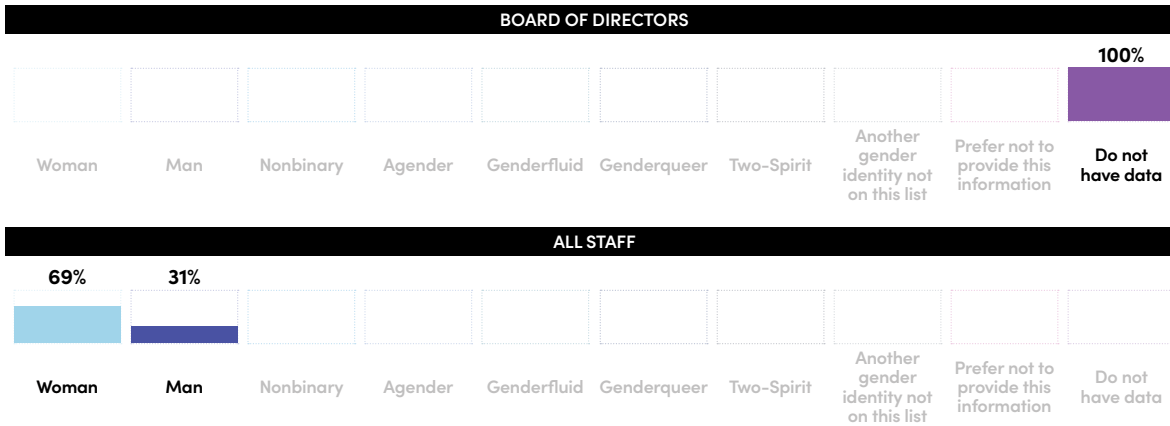 BOARD OF DIRECTORS
100%
Woman
Man
Nonbinary
Agender
Genderfluid
Genderqueer
Two-Spirit
Another
gender
identity not
on this list
Prefer not to
provide this
information
Do not
have data
ALL STAFF
69%
31%
Woman
Man
Nonbinary
Agender
Genderfluid
Genderqueer
Two-Spirit
Another
gender
identity not
on this list
Prefer not to
provide this
information
Do not
have data